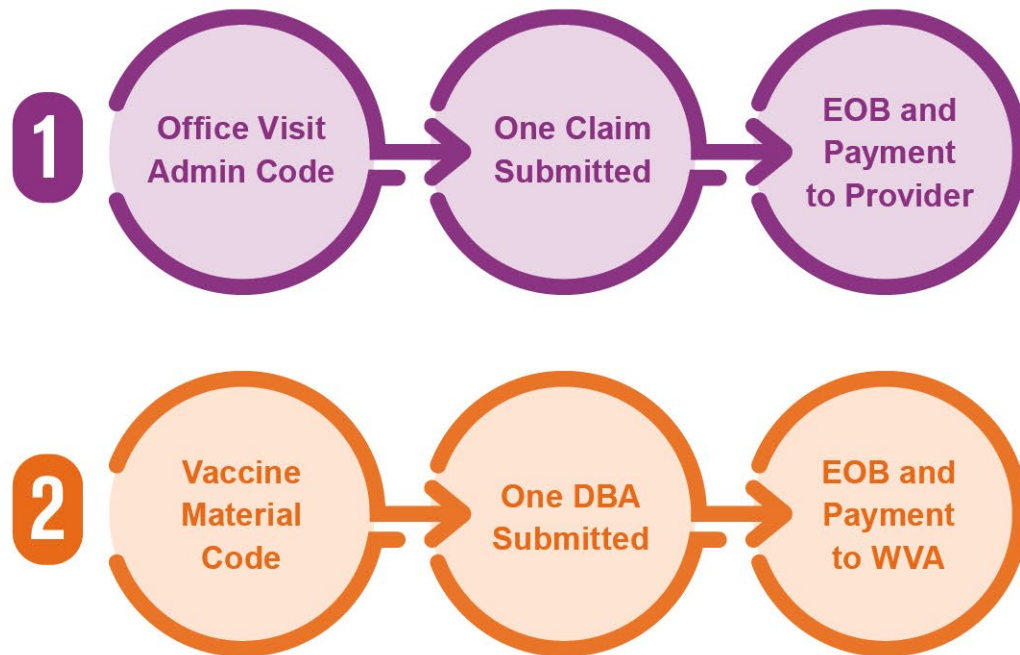 1
Office Visit
Admin Code
One Claim
Submitted
EOB and
Payment
to Provider
2
Vaccine
Material
Code
One DBA
Submitted
EOB and
Payment
to WVA